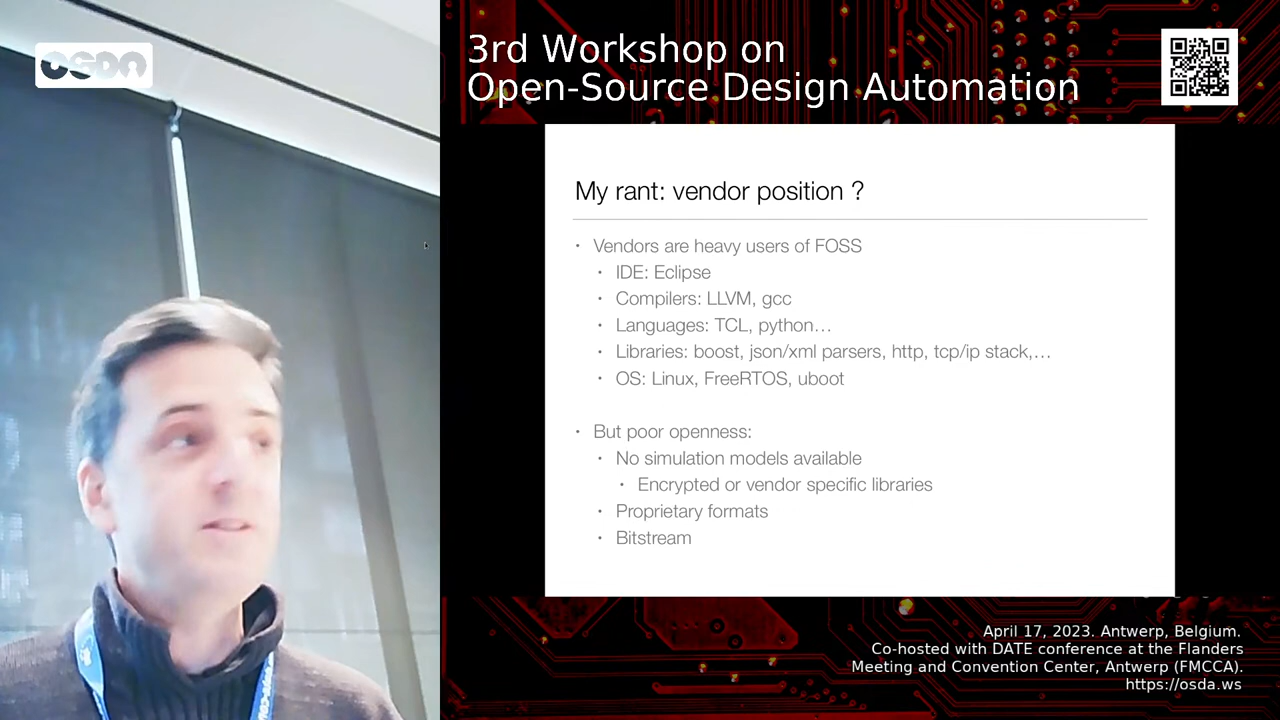 OSDA
3rd Workshop on
Open-Source Design Automation
My rant: vendor position ?
• Vendors are heavy users of FOSS
• IDE: Eclipse
• Compilers: LLVM, gcc
• Languages: TCL, python…
• Libraries: boost, json/xml parsers, http, tcp/ip stack,…
• OS: Linux, FreeRTOS, uboot
• But poor openness:
• No simulation models available
• Encrypted or vendor specific libraries
• Proprietary formats
• Bitstream
April 17, 2023. Antwerp, Belgium.
Co-hosted with DATE conference at the Flanders
Meeting and Convention Center, Antwerp (FMCCA).
https://osda.ws